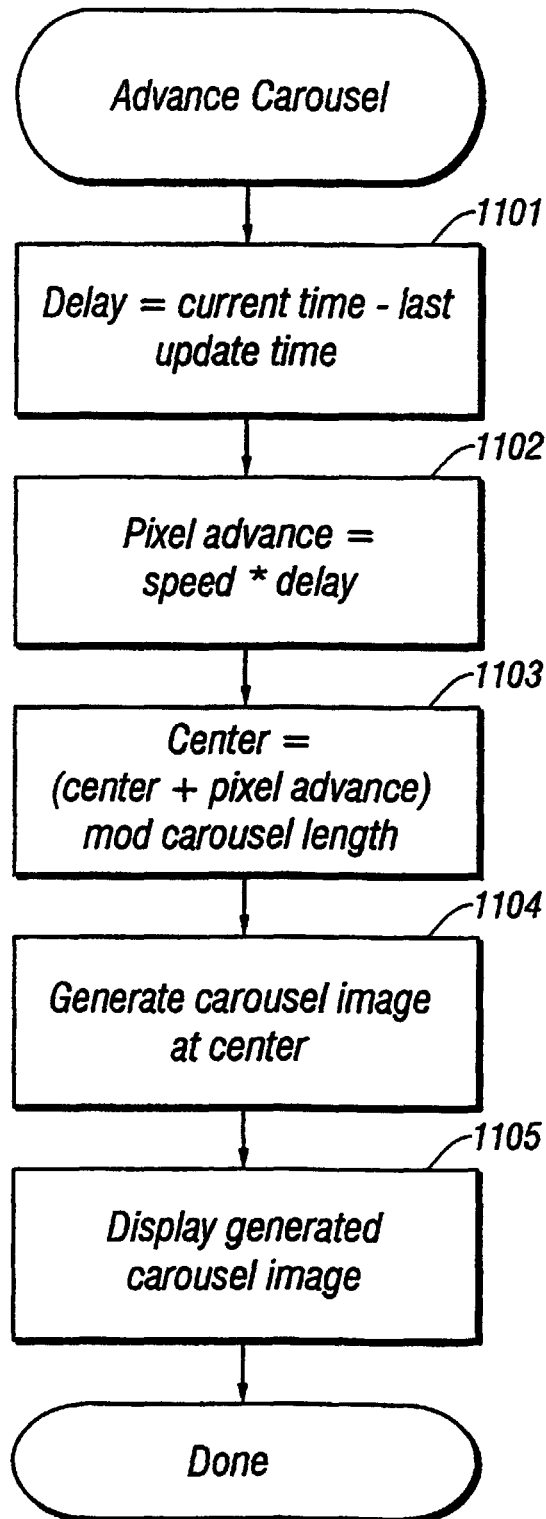 Advance Carousel
1101
Delay = current time - last
update time
1102
Pixel advance =
speed * delay
1103
Center =
(center + pixel advance)
mod carousel length
1104
Generate carousel image
at center
1105
Display generated
carousel image
Done